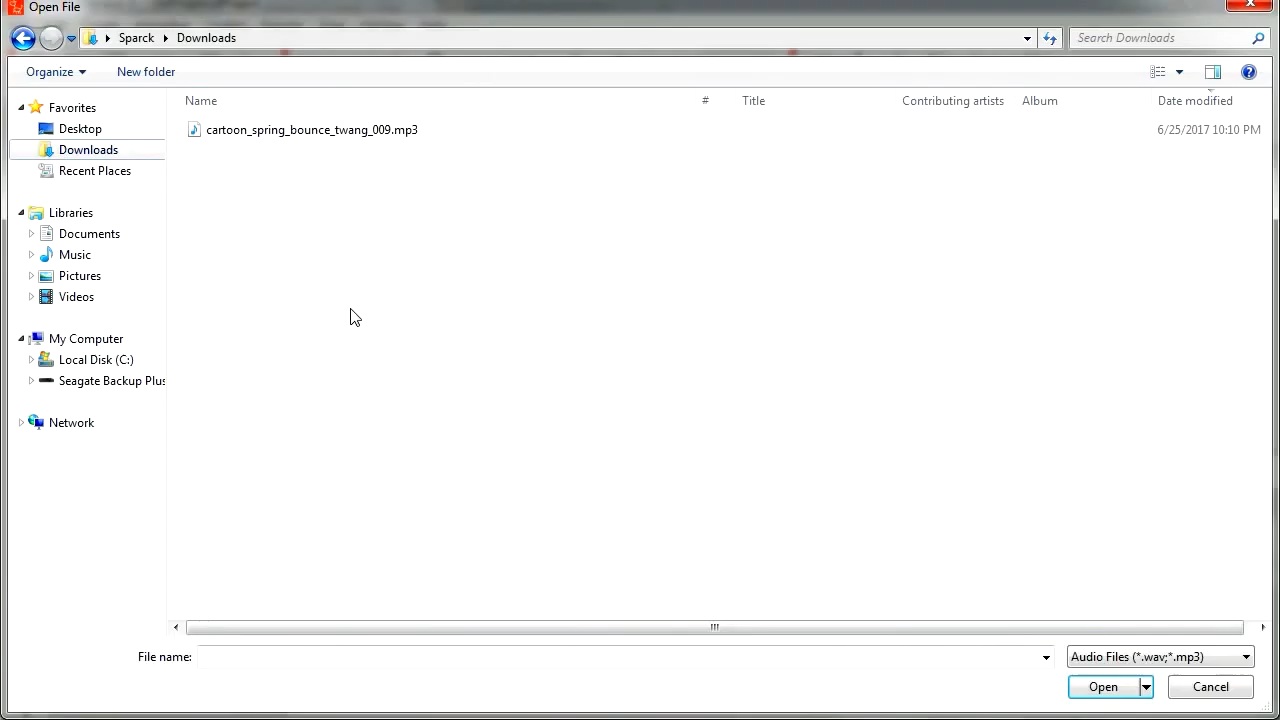 Open File
Sparck Downloads
Search Downloads
Organize New folder
Name # Title Contributing artists Album Date modified
cartoon_spring_bounce_twang_009.mp3 6/25/2017 10:10 PM
Favorites
Desktop
Downloads
Recent Places
Libraries
Documents
Music
Pictures
Videos
My Computer
Local Disk (C:)
Seagate Backup Plus
Network
File name: Audio Files (*.wav;*.mp3)
Open Cancel